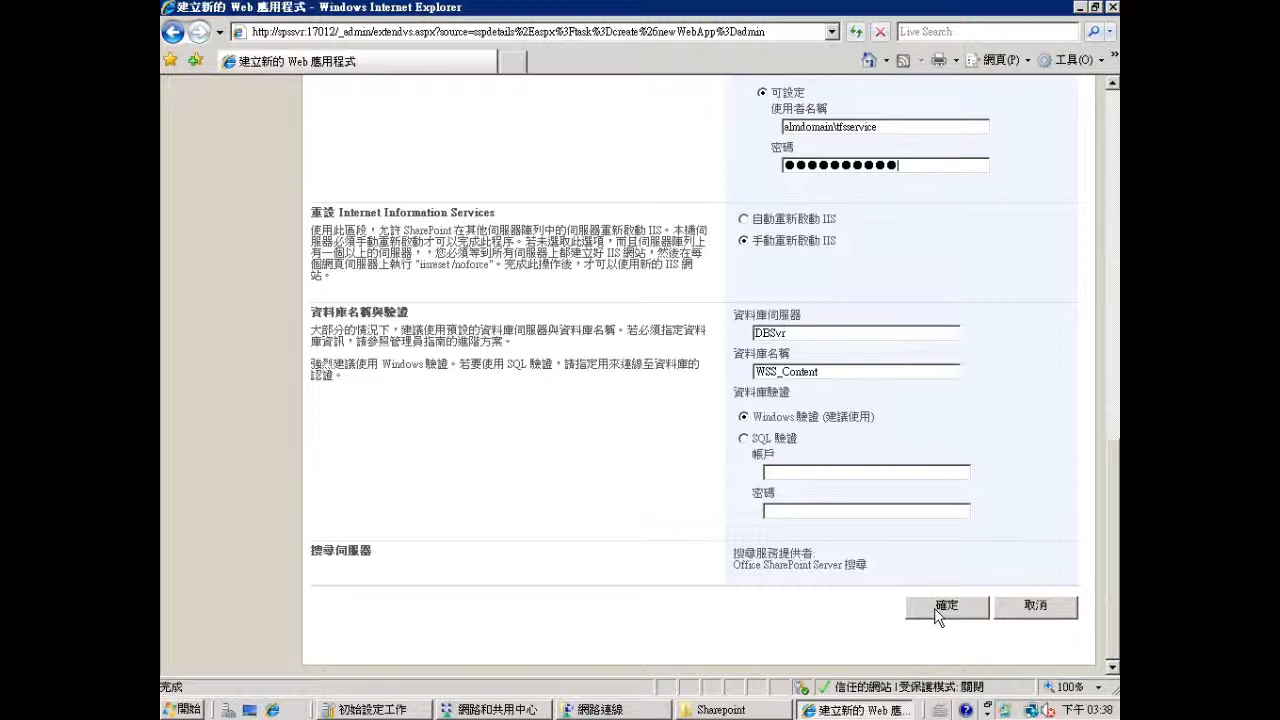 建立新的 Web 應用程式 - Windows Internet Explorer
http://spssvr:17012/_admin/extendvs.aspx?source=sspdetails%2Easpx%3Ftask%3Dcreate%26newWebApp%3Dadmin
Live Search
建立新的 Web 應用程式
網頁(P)
工具(O)
可設定
使用者名稱
almdomain\tfsservice
密碼
重設 Internet Information Services
使用此區段，允許 SharePoint 在其他伺服器陣列中的伺服器重新啟動 IIS。本機伺
服器必須手動重新啟動才可以完成此程序。若未選取此選項，而且伺服器陣列上
有一個以上的伺服器，，您必須等到所有伺服器上都建立好 IIS 網站，然後在每
個網頁伺服器上執行 "iisreset /noforce"。完成此操作後，才可以使用新的 IIS 網
站。
自動重新啟動 IIS
手動重新啟動 IIS
資料庫名稱與驗證
大部分的情況下，建議使用預設的資料庫伺服器與資料庫名稱。若必須指定資料
庫資訊，請參照管理員指南的進階方案。
強烈建議使用 Windows 驗證。若要使用 SQL 驗證，請指定用來連線至資料庫的
認證。
資料庫伺服器
DBSvr
資料庫名稱
WSS_Content
資料庫驗證
Windows 驗證 (建議使用)
SQL 驗證
帳戶
密碼
搜尋伺服器
搜尋服務提供者:
Office SharePoint Server 搜尋
確定
取消
完成
信任的網站 | 受保護模式: 關閉
100%
開始
初始設定工作
網路和共用中心
網路連線
Sharepoint
建立新的 Web 應...
下午 03:38